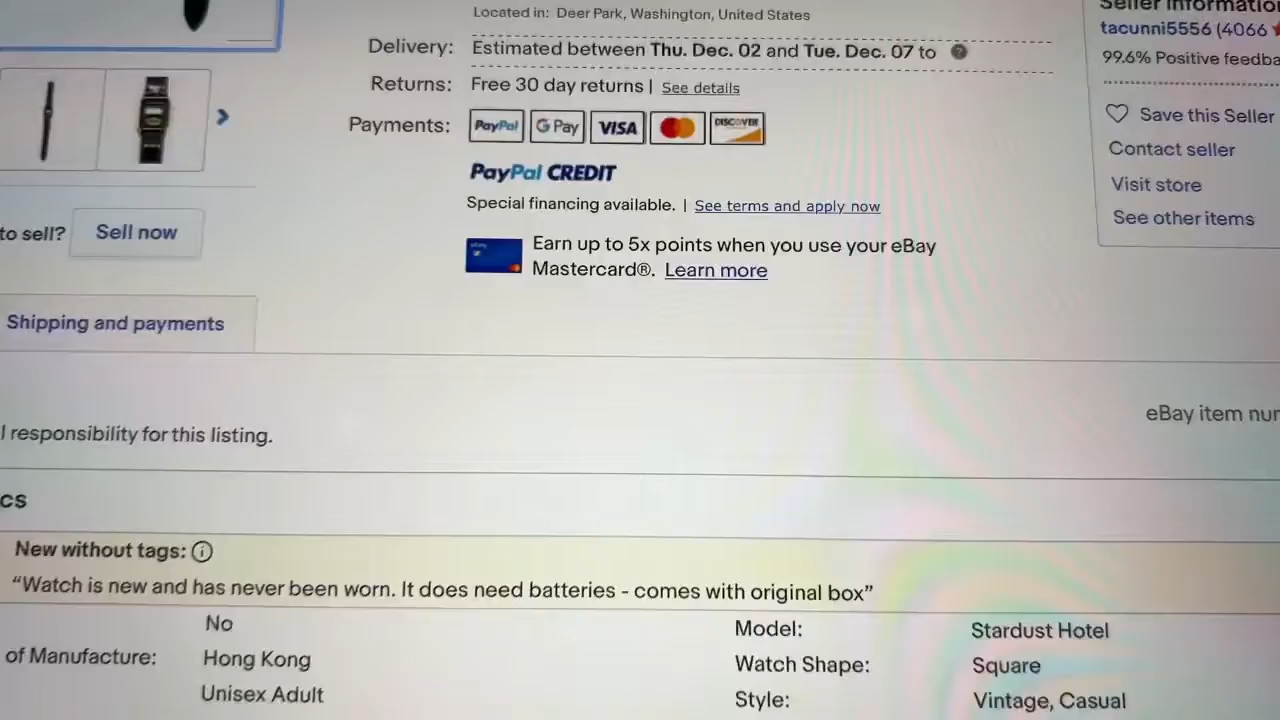 Located in: Deer Park, Washington, United States
Delivery: Estimated between Thu. Dec. 02 and Tue. Dec. 07 to ?
Returns: Free 30 day returns | See details
Payments: PayPal G Pay VISA DISCOVER
PayPal CREDIT
Special financing available. | See terms and apply now
Earn up to 5x points when you use your eBay
Mastercard®. Learn more
Seller information
tacunni5556 (4066
99.6% Positive feedba
Save this Seller
Contact seller
Visit store
See other items
to sell? Sell now
Shipping and payments
eBay item nur
l responsibility for this listing.
cs
New without tags: i
“Watch is new and has never been worn. It does need batteries - comes with original box”
No
Model: Stardust Hotel
of Manufacture: Hong Kong
Watch Shape: Square
Unisex Adult
Style: Vintage, Casual